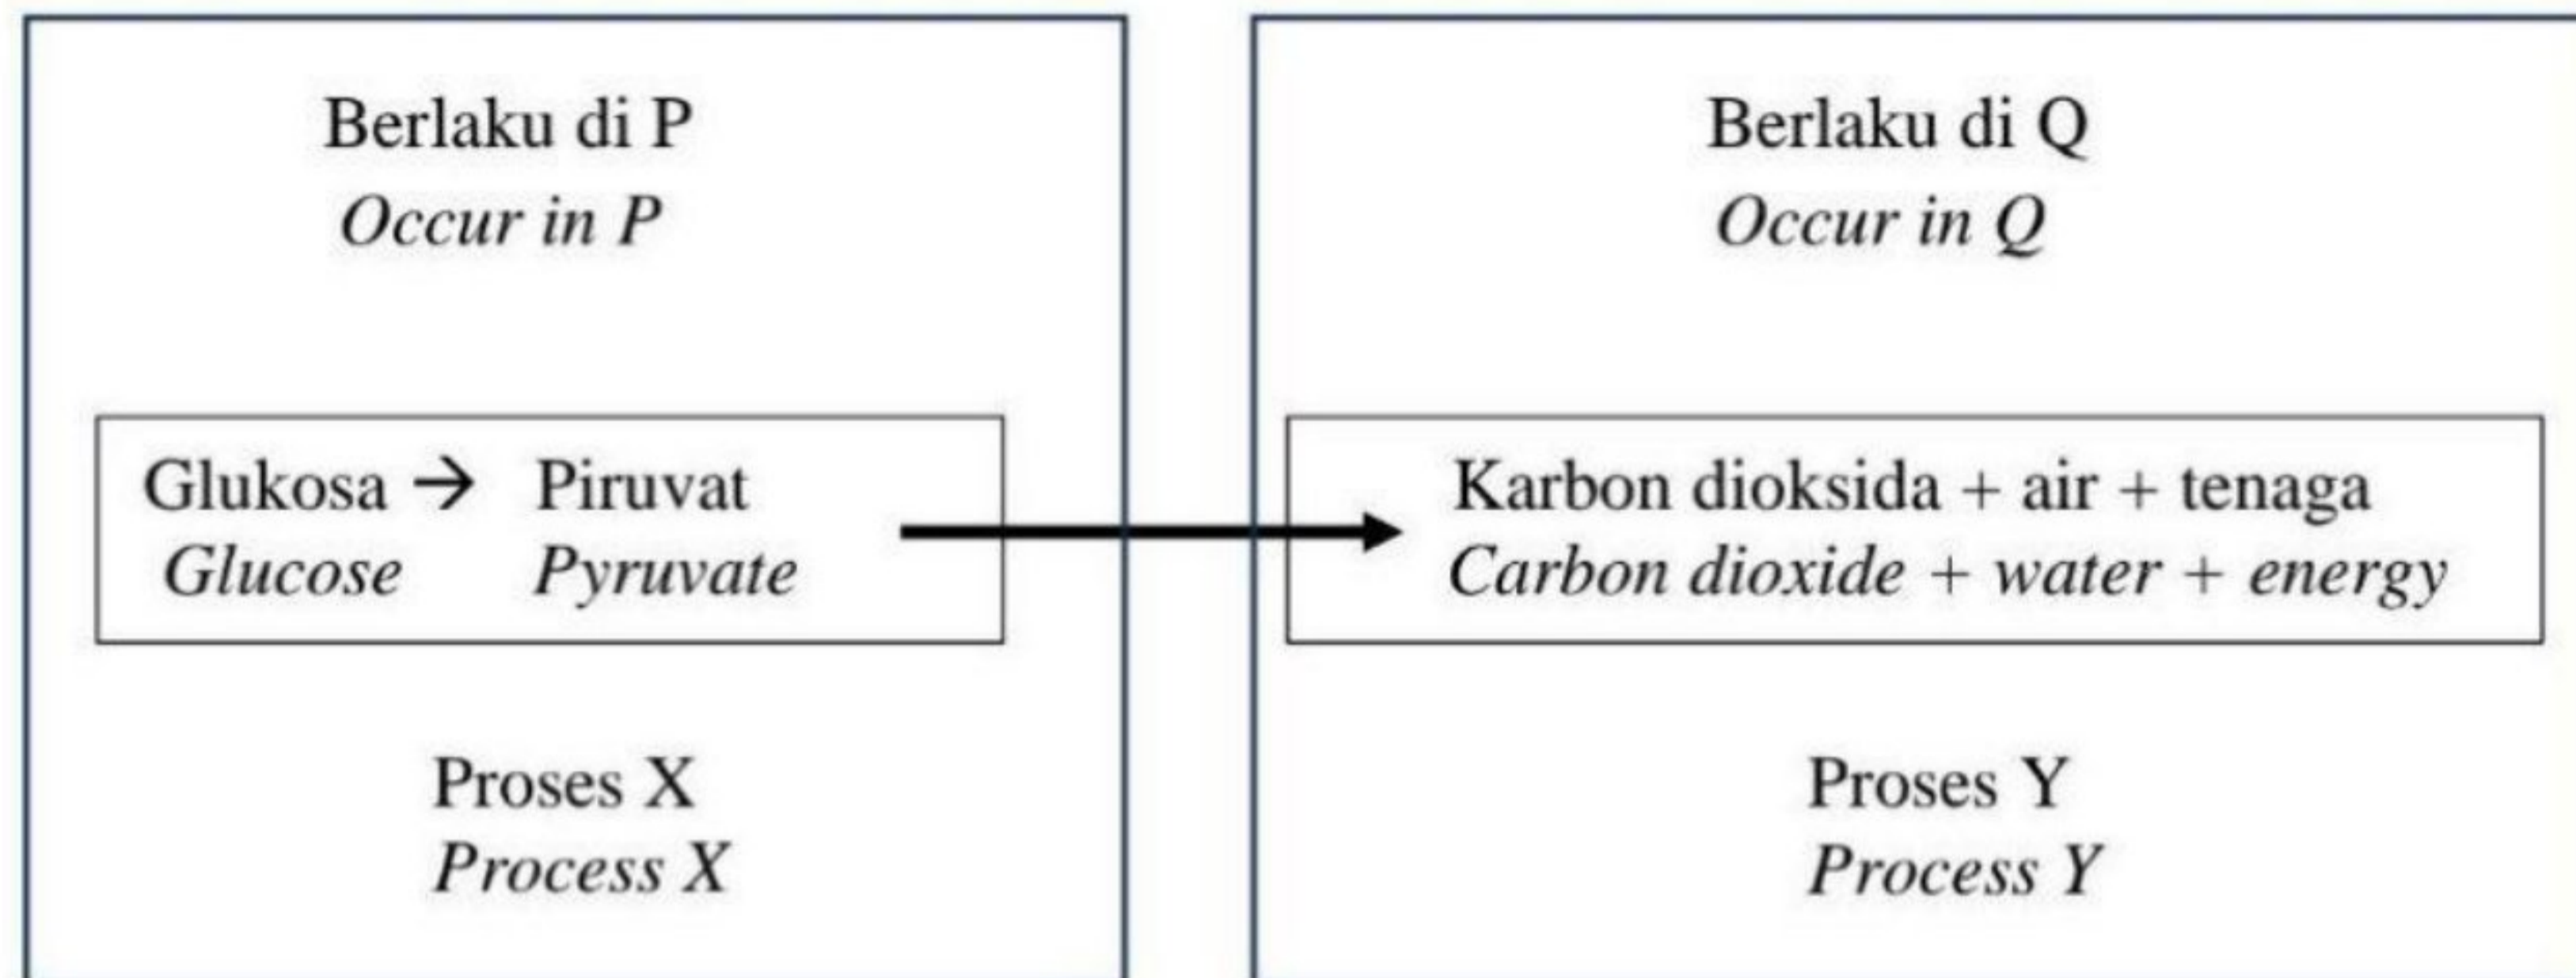 Berlaku di P
Occur in P
Glukosa → Piruvat
Glucose Pyruvate
Proses X
Process X
Berlaku di Q
Occur in Q
Karbon dioksida + air + tenaga
Carbon dioxide + water + energy
Proses Y
Process Y